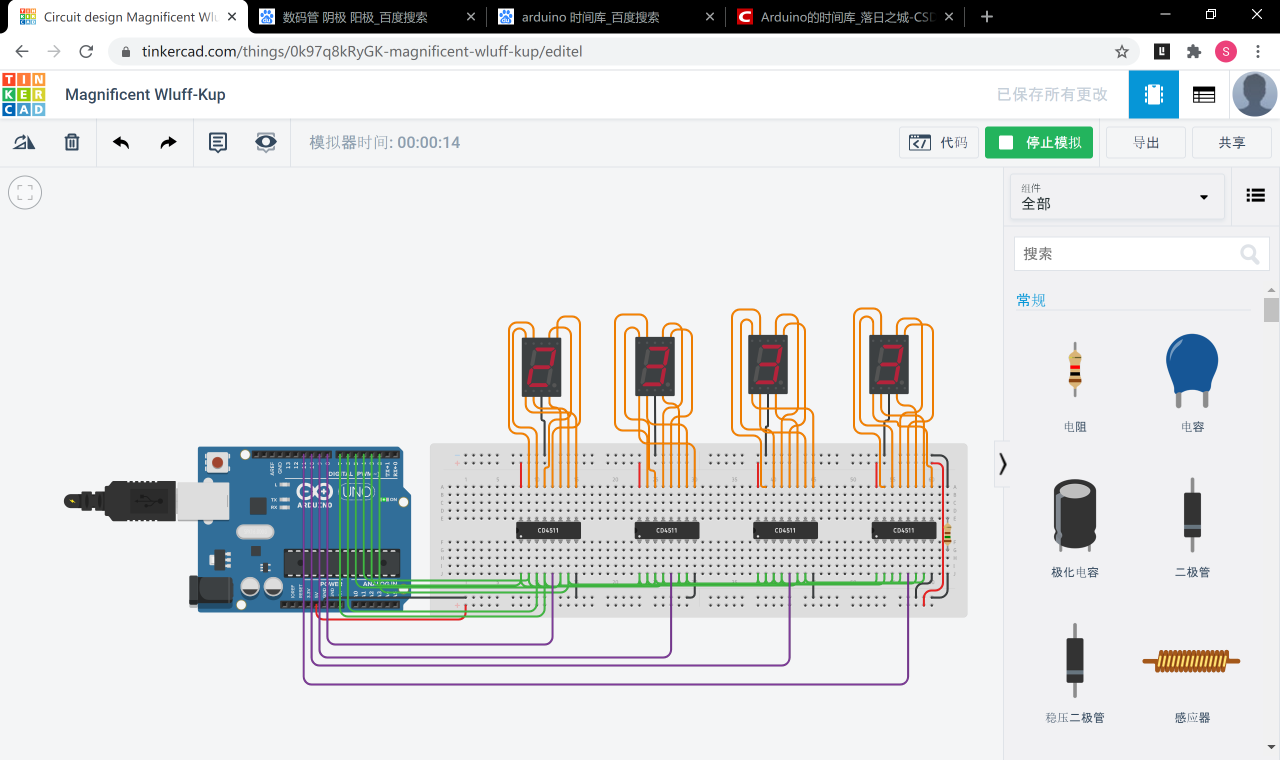 Circuit design Magnificent Wlu
数码管 阴极 阳极_百度搜索
arduino 时间库_百度搜索
Arduino的时间库_落日之城-CSD
tinkercad.com/things/0k97q8kRyGK-magnificent-wluff-kup/editel
S
TIN
KER
CAD
Magnificent Wluff-Kup
已保存所有更改
模拟器时间: 00:00:14
代码
停止模拟
导出
共享
组件
全部
搜索
常规
电阻
电容
极化电容
二极管
稳压二极管
感应器
2
3
3
3
ARDUINO
UNO
CD4511
CD4511
CD4511
CD4511